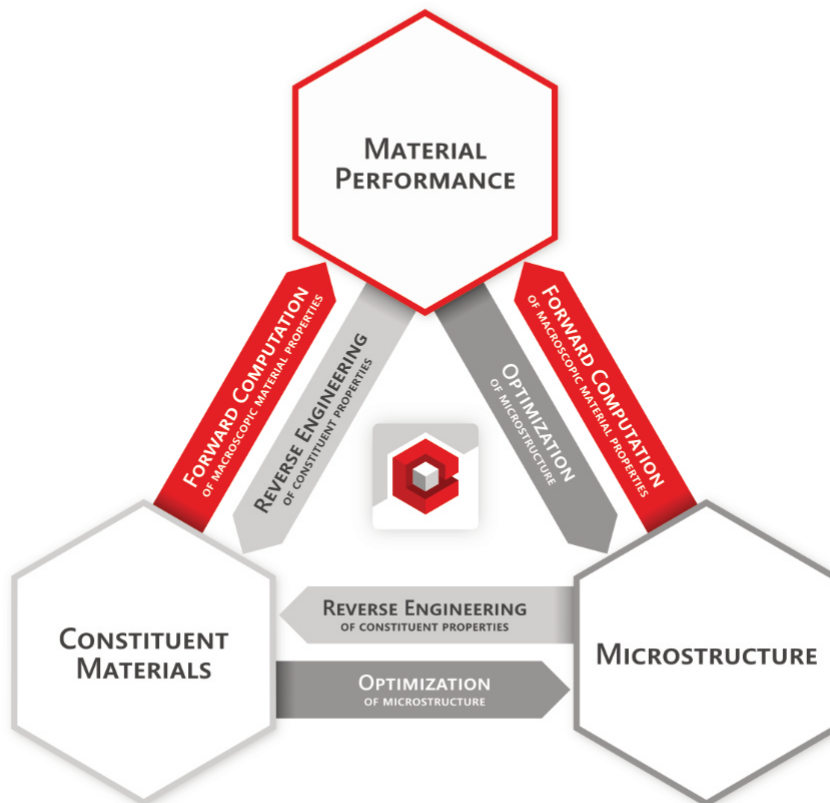 Material
Performance
Forward Computation
of macroscopic material properties
Reverse Engineering
of constituent properties
Optimization
of microstructure
Forward Computation
of macroscopic material properties
Constituent
Materials
Reverse Engineering
of constituent properties
Optimization
of microstructure
Microstructure